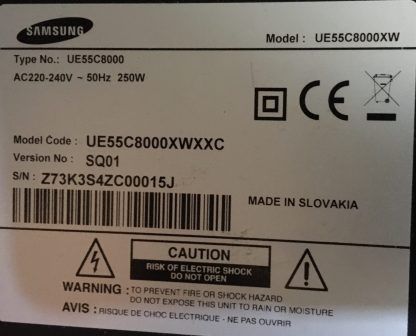 SAMSUNG
Model : UE55C8000XW
Type No.: UE55C8000
AC220-240V ~ 50Hz 250W
Model Code : UE55C8000XWXXC
Version No : SQ01
S/N : Z73K3S4ZC00015J
MADE IN SLOVAKIA
CAUTION
RISK OF ELECTRIC SHOCK
DO NOT OPEN
WARNING : TO PREVENT FIRE OR SHOCK HAZARD
DO NOT EXPOSE THIS UNIT TO RAIN OR MOISTURE
AVIS : RISQUE DE CHOC ELECTRIQUE - NE PAS OUVRIR